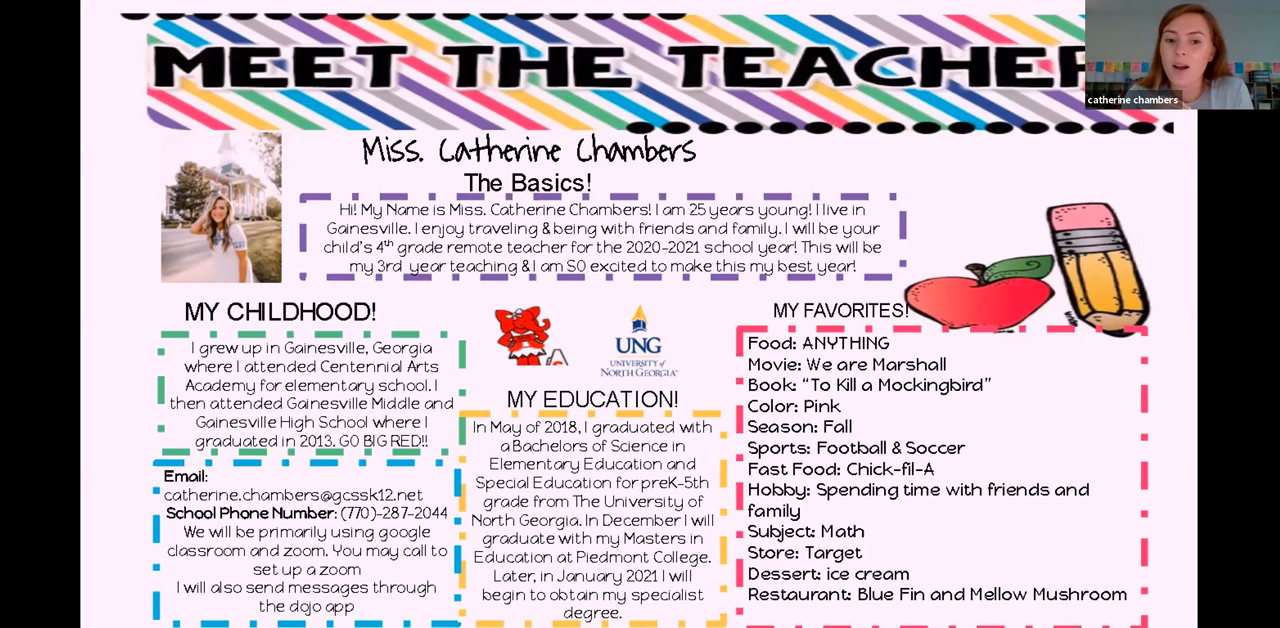 MEET THE TEACHER
catherine chambers
Miss. Catherine Chambers
The Basics!
Hi! My Name is Miss. Catherine Chambers! I am 25 years young! I live in
Gainesville. I enjoy traveling & being with friends and family. I will be your
child's 4th grade remote teacher for the 2020-2021 school year! This will be
my 3rd year teaching & I am SO excited to make this my best year!
MY CHILDHOOD!
I grew up in Gainesville, Georgia
where I attended Centennial Arts
Academy for elementary school. I
then attended Gainesville Middle and
Gainesville High School where I
graduated in 2013. GO BIG RED!!
Email:
catherine.chambers@gcssk12.net
School Phone Number: (770)-287-2044
We will be primarily using google
classroom and zoom. You may call to
set up a zoom
I will also send messages through
the dojo app
UNG
UNIVERSITY of
NORTH GEORGIA
MY EDUCATION!
In May of 2018, I graduated with
a Bachelors of Science in
Elementary Education and
Special Education for preK-5th
grade from The University of
North Georgia. In December I will
graduate with my Masters in
Education at Piedmont College.
Later, in January 2021 I will
begin to obtain my specialist
degree.
MY FAVORITES!
Food: ANYTHING
Movie: We are Marshall
Book: "To Kill a Mockingbird"
Color: Pink
Season: Fall
Sports: Football & Soccer
Fast Food: Chick-fil-A
Hobby: Spending time with friends and
family
Subject: Math
Store: Target
Dessert: ice cream
Restaurant: Blue Fin and Mellow Mushroom